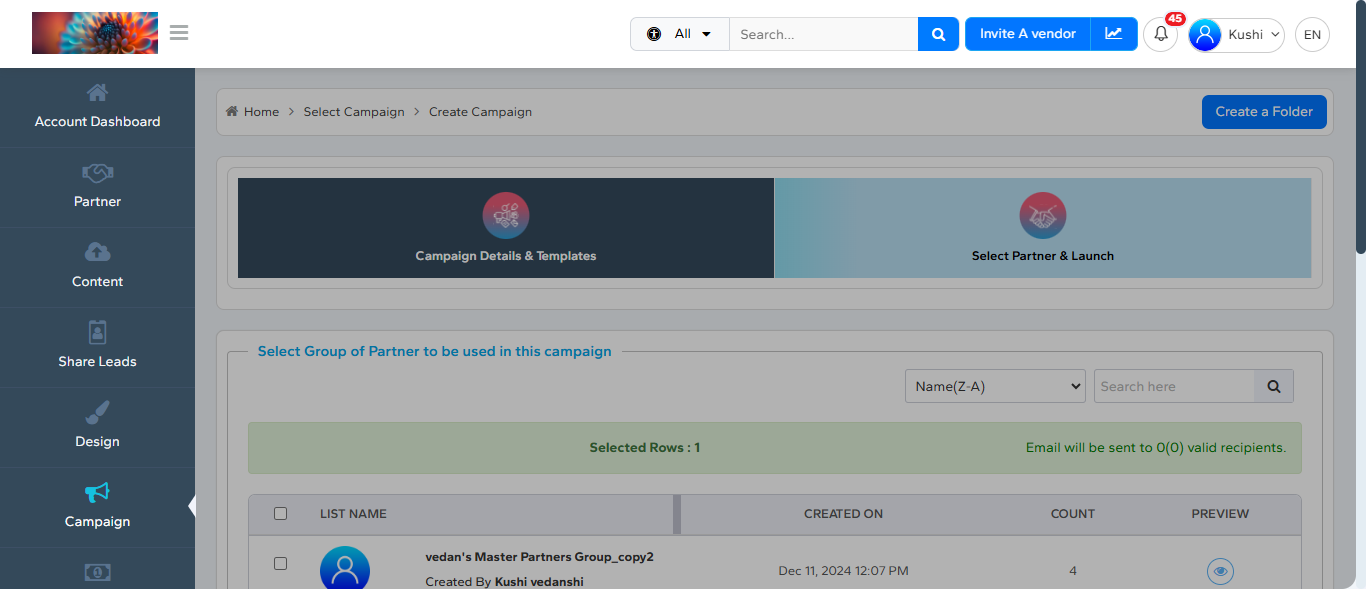 All
Search...
Invite A vendor
45
Kushi
EN
Account Dashboard
Partner
Content
Share Leads
Design
Campaign
Home > Select Campaign > Create Campaign
Create a Folder
Campaign Details & Templates
Select Partner & Launch
Select Group of Partner to be used in this campaign
Name(Z-A)
Search here
Selected Rows : 1
Email will be sent to 0(0) valid recipients.
LIST NAME
CREATED ON
COUNT
PREVIEW
vedan's Master Partners Group_copy2
Created By Kushi vedanshi
Dec 11, 2024 12:07 PM
4